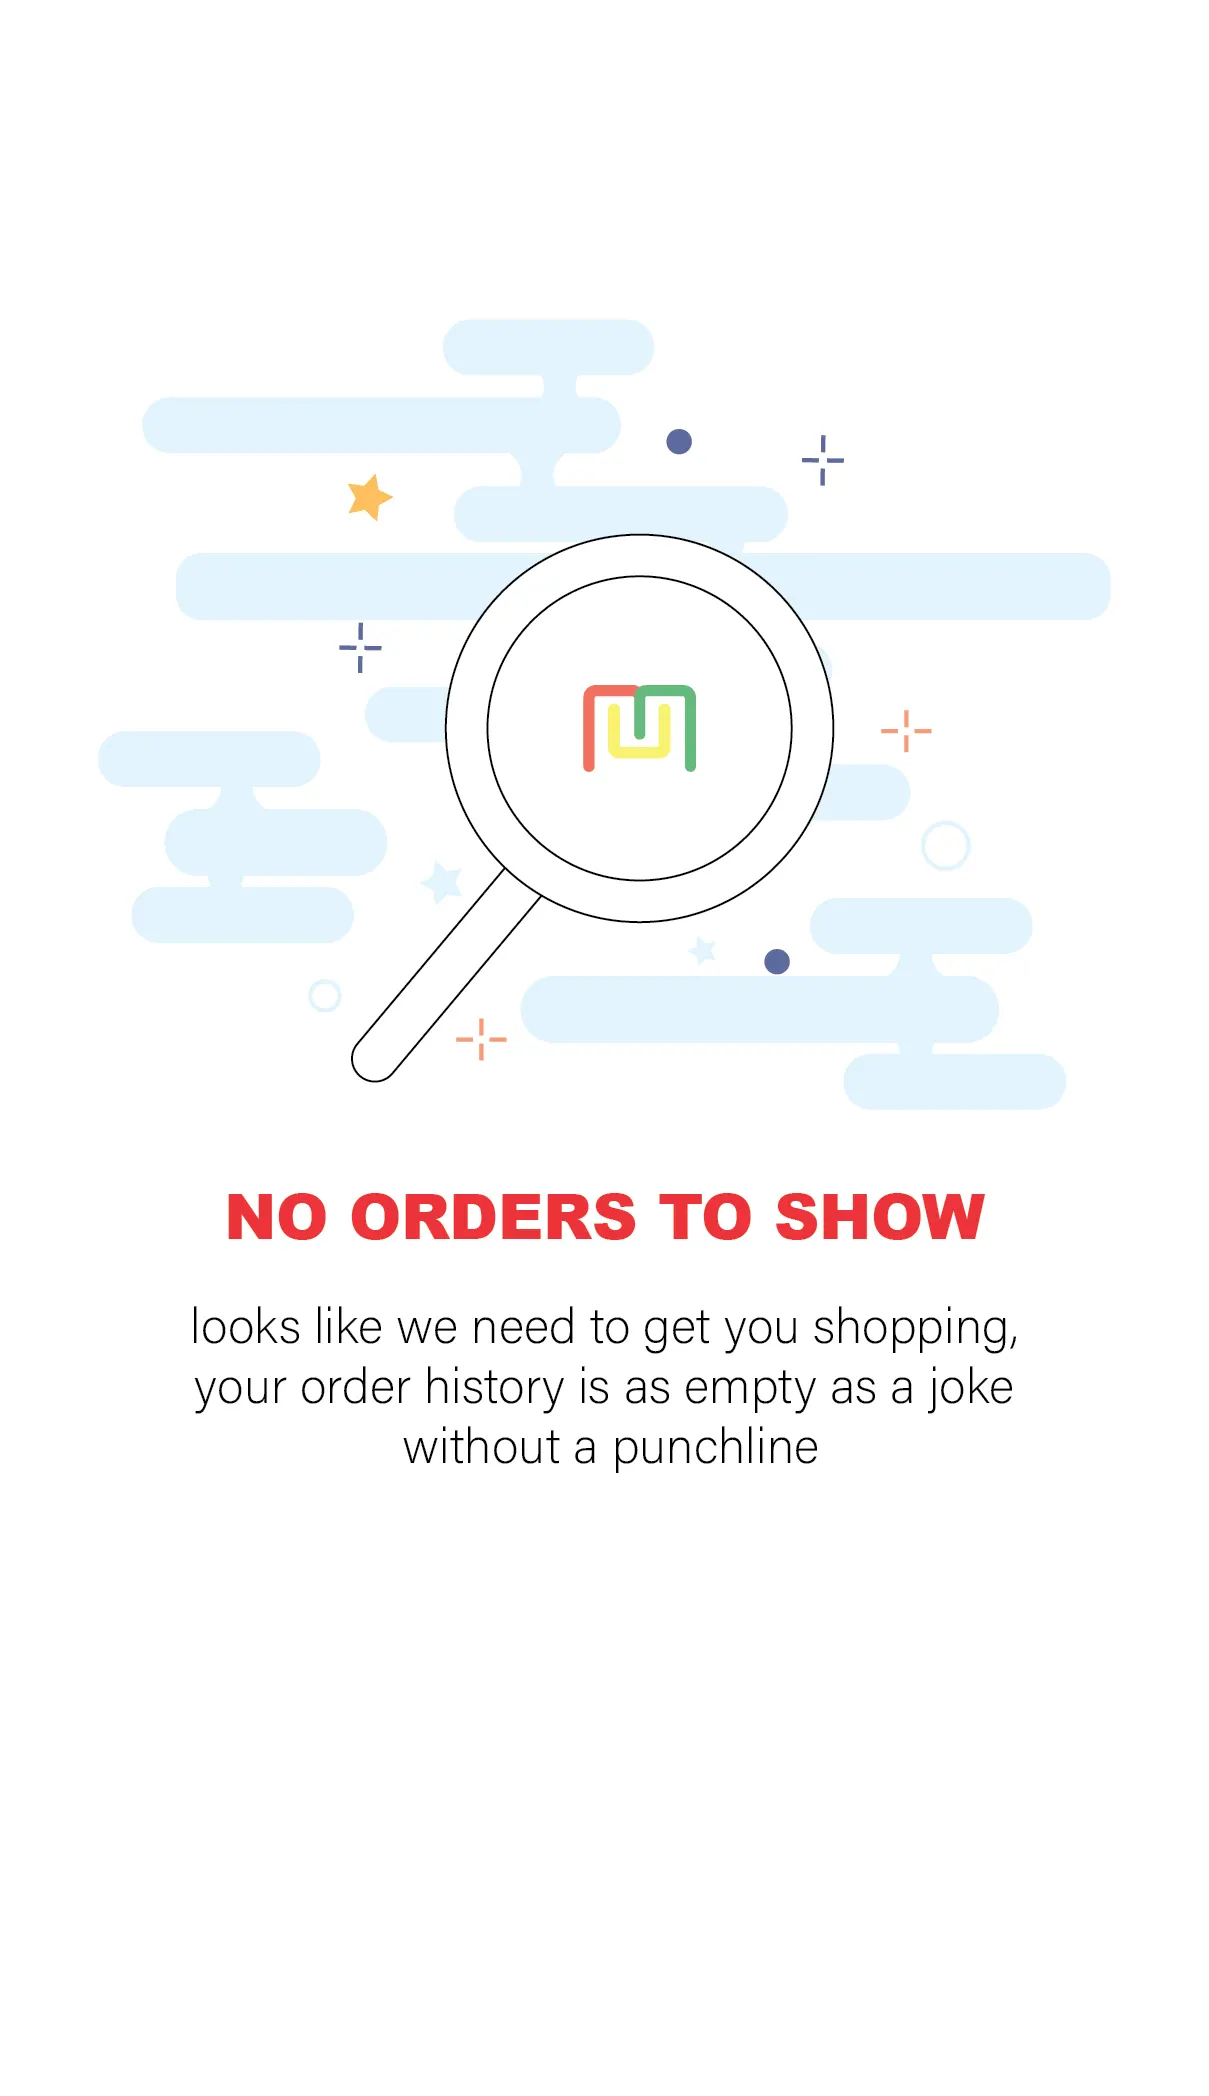 NO ORDERS TO SHOW
looks like we need to get you shopping,
your order history is as empty as a joke
without a punchline